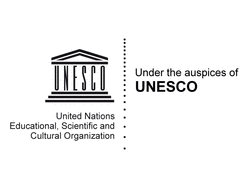 UNESCO
United Nations
Educational, Scientific and
Cultural Organization
Under the auspices of
UNESCO